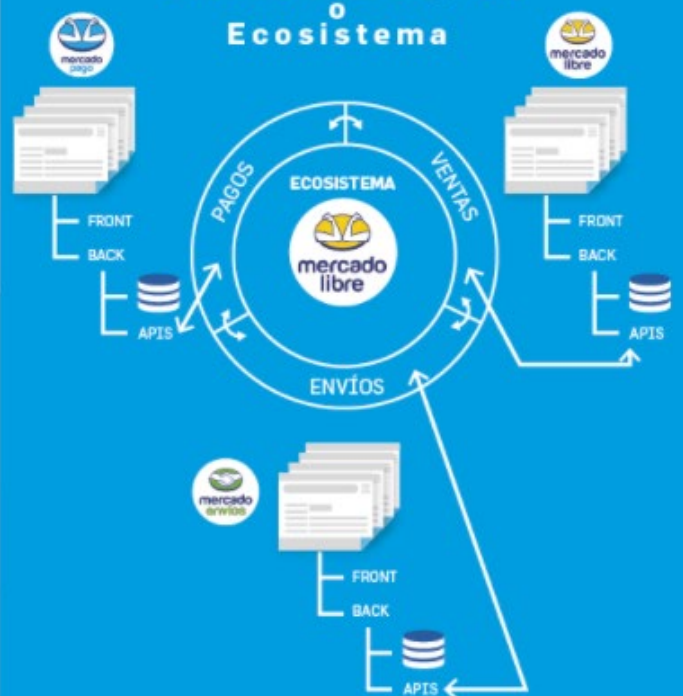 o
Ecosistema
mercado
pago
mercado
libre
FRONT
BACK
APIS
PAGOS
VENTAS
ENVÍOS
ECOSISTEMA
mercado
libre
FRONT
BACK
APIS
mercado
envios
FRONT
BACK
APIS